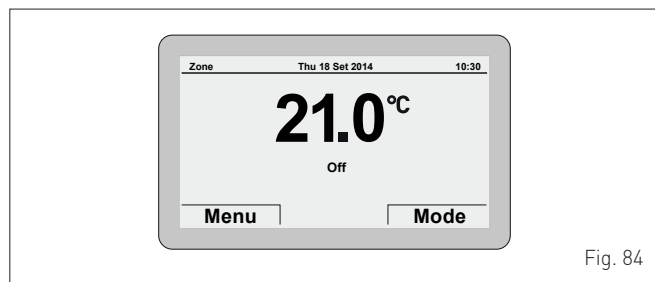 Zone Thu 18 Set 2014 10:30
21.0°C
Off
Menu Mode
Fig. 84